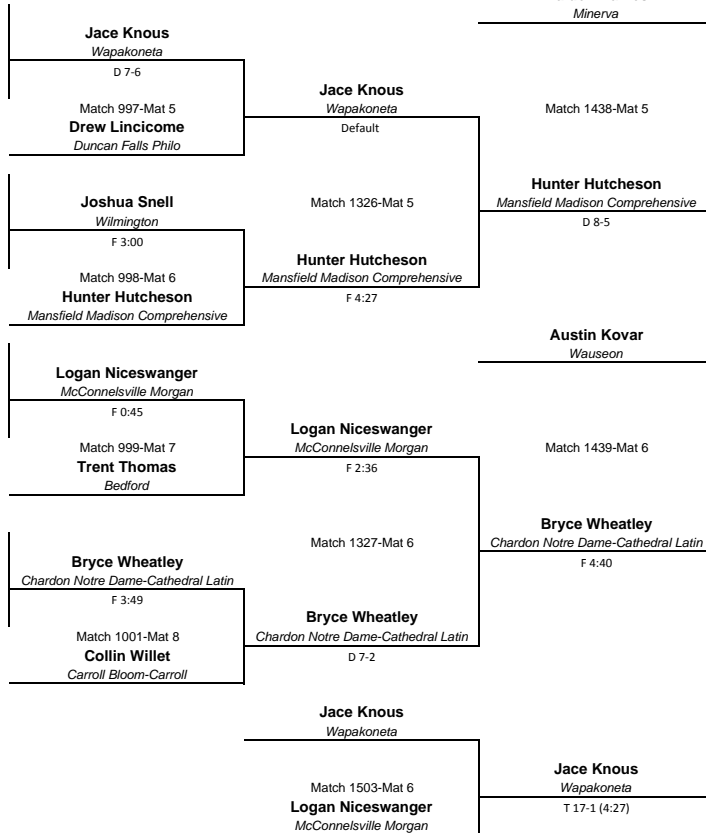 Minerva
Jace Knous
Wapakoneta
D 7-6
Match 997-Mat 5
Drew Lincicome
Duncan Falls Philo
Jace Knous
Wapakoneta
Default
Match 1438-Mat 5
Joshua Snell
Wilmington
F 3:00
Match 998-Mat 6
Hunter Hutcheson
Mansfield Madison Comprehensive
Match 1326-Mat 5
Hunter Hutcheson
Mansfield Madison Comprehensive
F 4:27
Hunter Hutcheson
Mansfield Madison Comprehensive
D 8-5
Austin Kovar
Wauseon
Logan Niceswanger
McConnelsville Morgan
F 0:45
Match 999-Mat 7
Trent Thomas
Bedford
Logan Niceswanger
McConnelsville Morgan
F 2:36
Match 1439-Mat 6
Bryce Wheatley
Chardon Notre Dame-Cathedral Latin
F 3:49
Match 1001-Mat 8
Collin Willet
Carroll Bloom-Carroll
Match 1327-Mat 6
Bryce Wheatley
Chardon Notre Dame-Cathedral Latin
D 7-2
Bryce Wheatley
Chardon Notre Dame-Cathedral Latin
F 4:40
Jace Knous
Wapakoneta
Match 1503-Mat 6
Logan Niceswanger
McConnelsville Morgan
Jace Knous
Wapakoneta
T 17-1 (4:27)